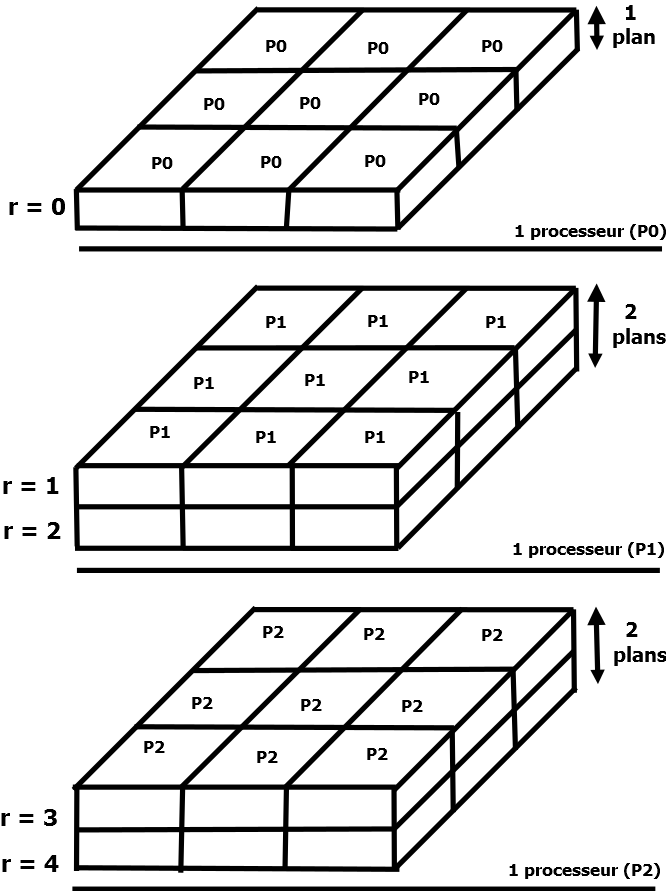 1
plan
P0 P0 P0
P0 P0 P0
P0 P0 P0
r = 0
1 processeur (P0)
2
plans
P1 P1 P1
P1 P1 P1
P1 P1 P1
r = 1
r = 2
1 processeur (P1)
2
plans
P2 P2 P2
P2 P2 P2
P2 P2 P2
r = 3
r = 4
1 processeur (P2)